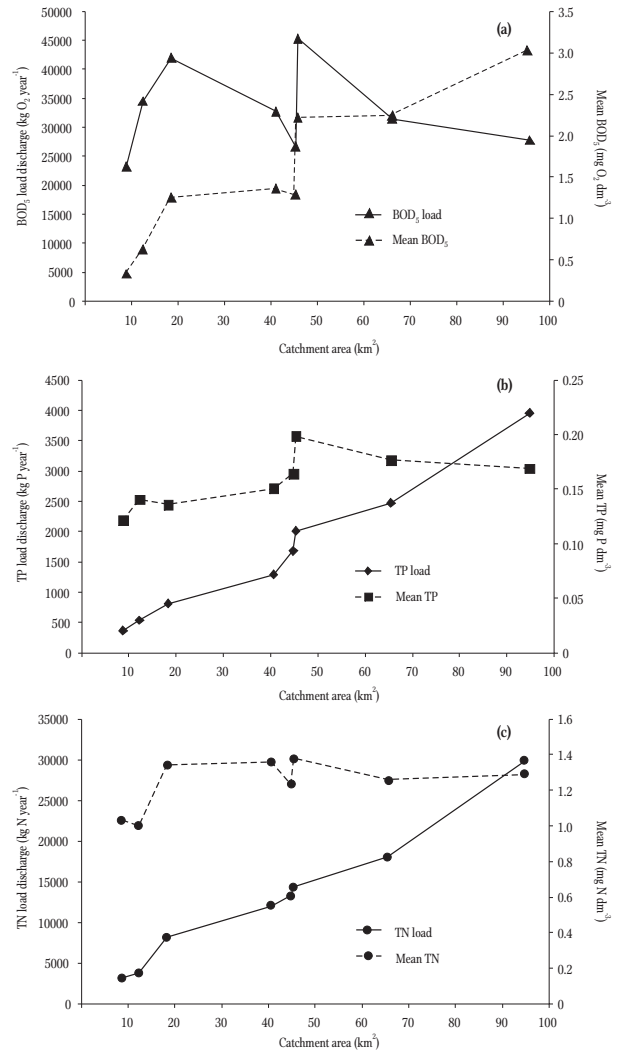 (a)
BOD₅ load discharge (kg O₂ year⁻¹)
50000
45000
40000
35000
30000
25000
20000
15000
10000
5000
0
3.5
3.0
2.5
2.0
1.5
1.0
0.5
0
Mean BOD₅ (mg O₂ dm⁻³)
BOD₅ load
Mean BOD₅
10 20 30 40 50 60 70 80 90 100
Catchment area (km²)
(b)
TP load discharge (kg P year⁻¹)
4500
4000
3500
3000
2500
2000
1500
1000
500
0
0.25
0.20
0.15
0.10
0.05
0
Mean TP (mg P dm⁻³)
TP load
Mean TP
10 20 30 40 50 60 70 80 90 100
Catchment area (km²)
(c)
TN load discharge (kg N year⁻¹)
35000
30000
25000
20000
15000
10000
5000
0
1.6
1.4
1.2
1.0
0.8
0.6
0.4
0.2
0
Mean TN (mg N dm⁻³)
TN load
Mean TN
10 20 30 40 50 60 70 80 90 100
Catchment area (km²)